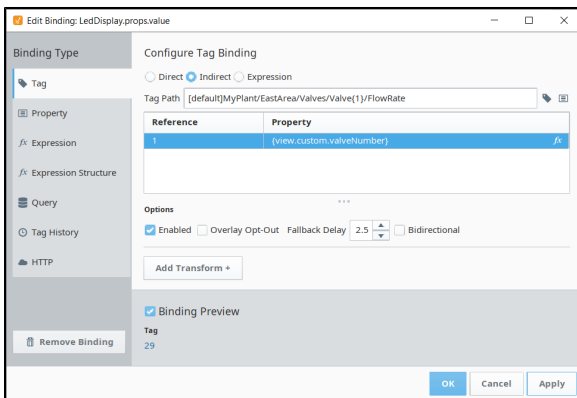 Edit Binding: LedDisplay.props.value
Binding Type
Tag
Property
fx Expression
fx Expression Structure
Query
Tag History
HTTP
Remove Binding
Configure Tag Binding
Direct Indirect Expression
Tag Path [default]MyPlant/EastArea/Valves/Valve{1}/FlowRate
Reference Property
1 {view.custom.valveNumber} fx
Options
Enabled Overlay Opt-Out Fallback Delay 2.5 Bidirectional
Add Transform +
Binding Preview
Tag
29
OK Cancel Apply